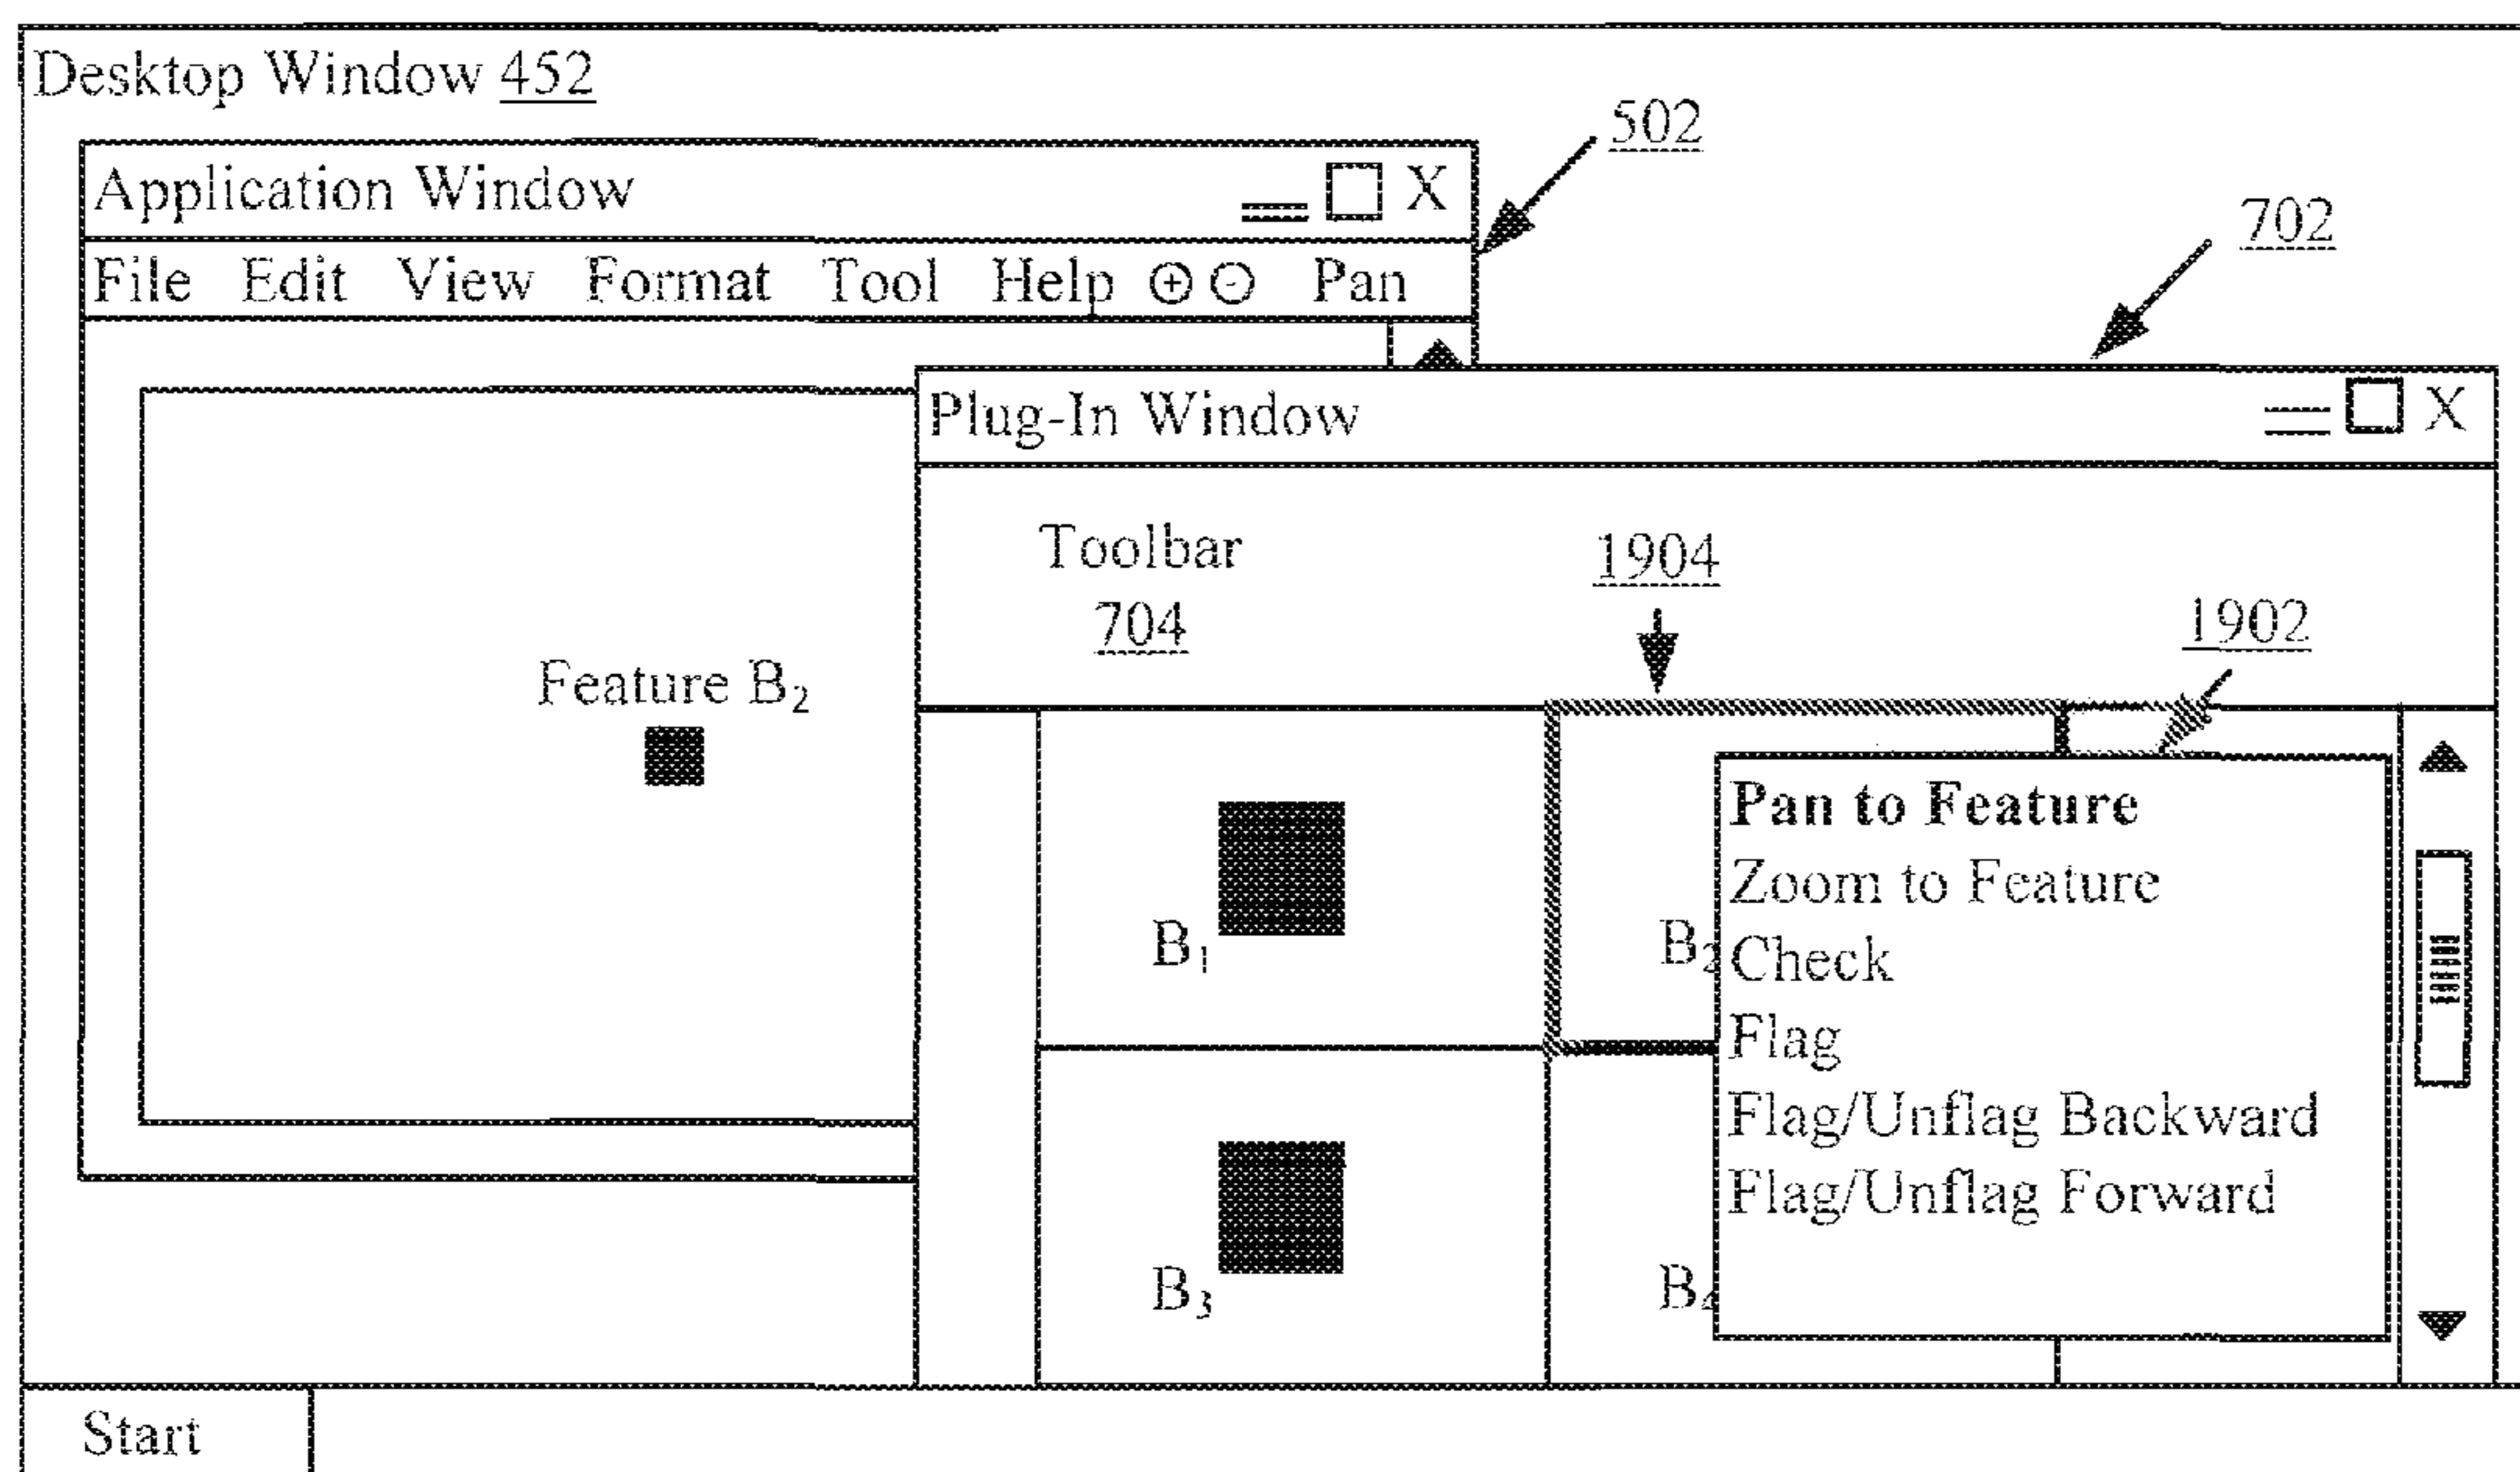 Desktop Window 452
502
Application Window X
File Edit View Format Tool Help + - Pan
702
Plug-In Window X
Toolbar
704
1904
1902
Feature B₂
B₁
B₂
Pan to Feature
Zoom to Feature
Check
Flag
Flag/Unflag Backward
Flag/Unflag Forward
B₃
B₄
Start